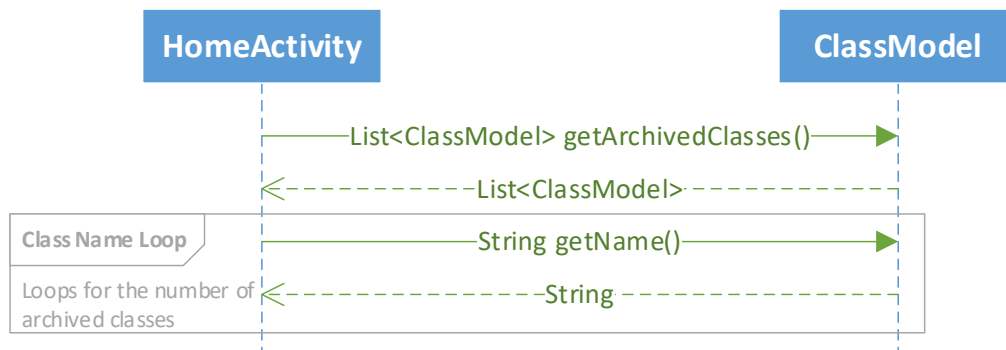 HomeActivity
ClassModel
List<ClassModel> getArchivedClasses()
List<ClassModel>
Class Name Loop
String getName()
Loops for the number of
archived classes
String